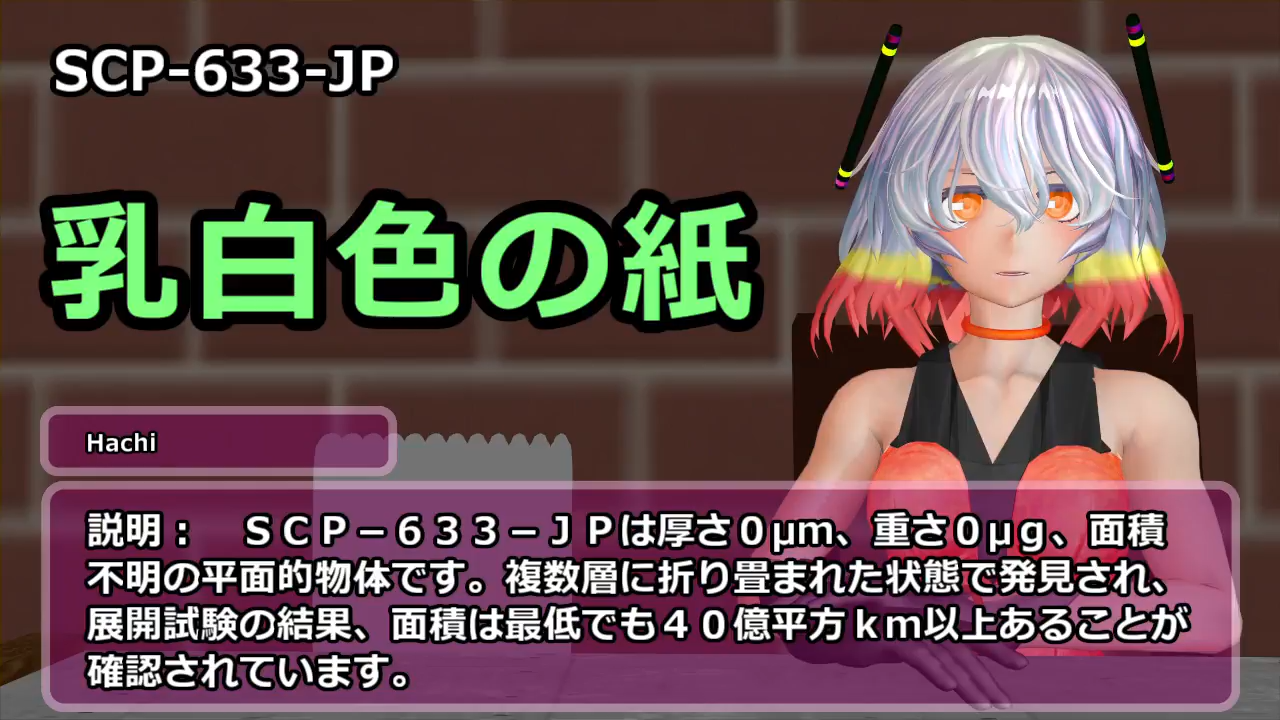 SCP-633-JP
乳白色の紙
Hachi
説明：　ＳＣＰ－６３３－ＪＰは厚さ０μm、重さ０μｇ、面積
不明の平面的物体です。複数層に折り畳まれた状態で発見され、
展開試験の結果、面積は最低でも４０億平方ｋｍ以上あることが
確認されています。